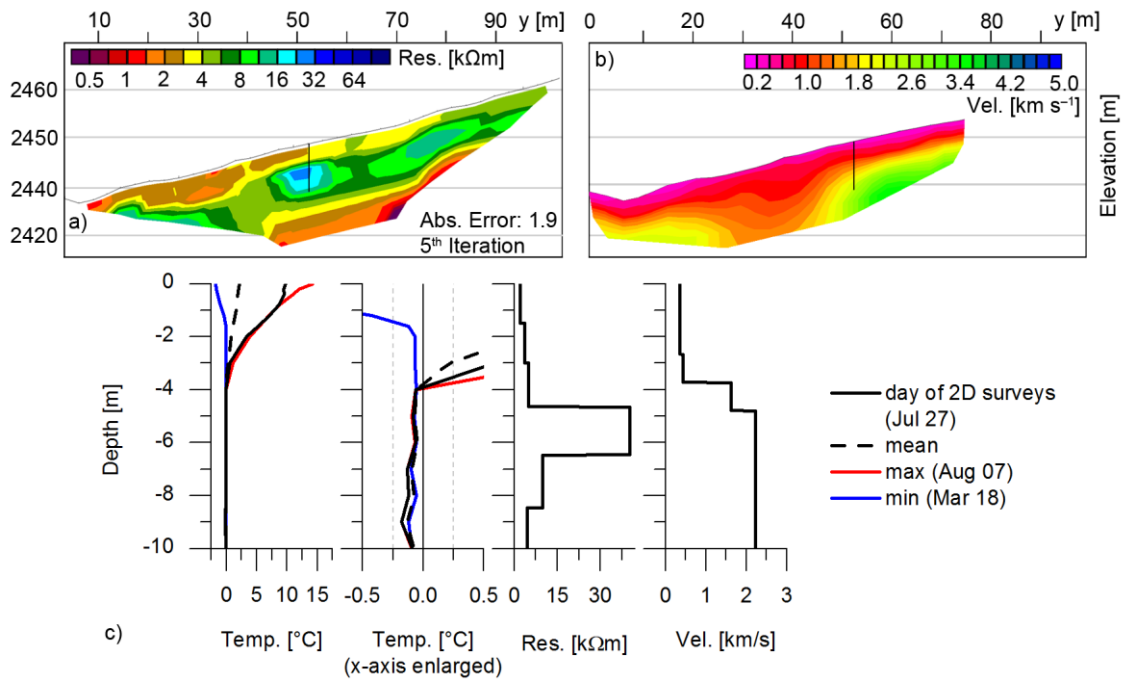 10 30 50 70 90 y [m]
0 20 40 60 80 y [m]
Res. [kΩm]
0.5 1 2 4 8 16 32 64
b)
0.2 1.0 1.8 2.6 3.4 4.2 5.0
Vel. [km s⁻¹]
2460
2450
2440
2420
a)
Abs. Error: 1.9
5th Iteration
Elevation [m]
0
-2
-4
-6
-8
-10
Depth [m]
0 5 10 15
-0.5 0.0 0.5
0 30
0 1 2 3
c)
Temp. [°C]
Temp. [°C]
(x-axis enlarged)
Res. [kΩm]
Vel. [km/s]
day of 2D surveys
(Jul 27)
mean
max (Aug 07)
min (Mar 18)